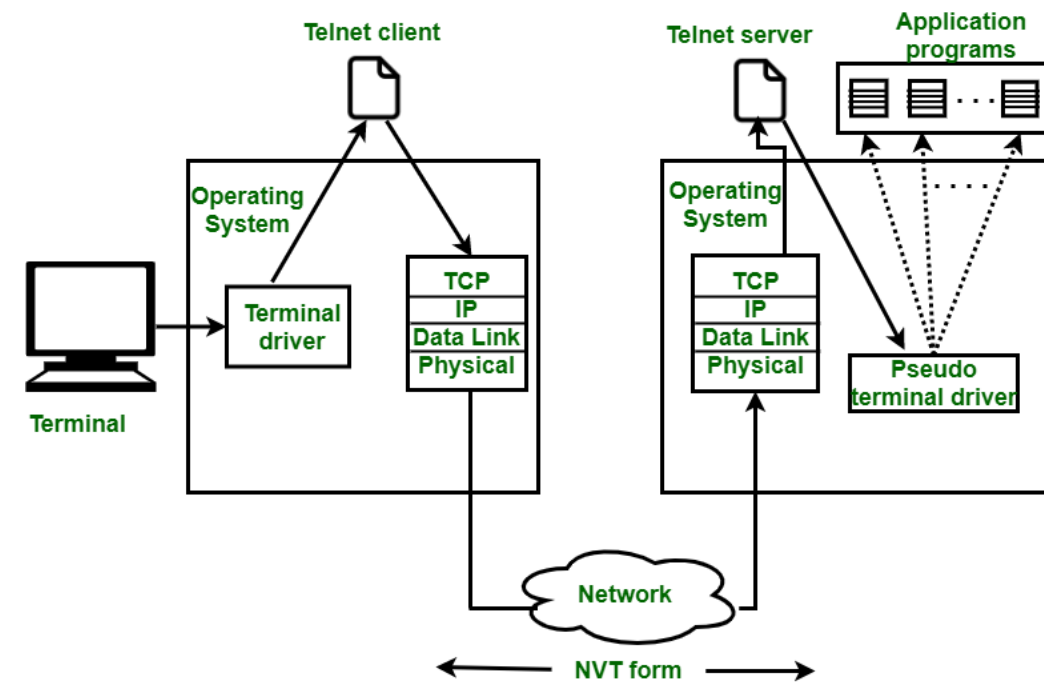 Telnet client
Telnet server
Application
programs
Operating
System
Operating
System
Terminal
driver
TCP
IP
Data Link
Physical
TCP
IP
Data Link
Physical
Pseudo
terminal driver
Terminal
Network
NVT form